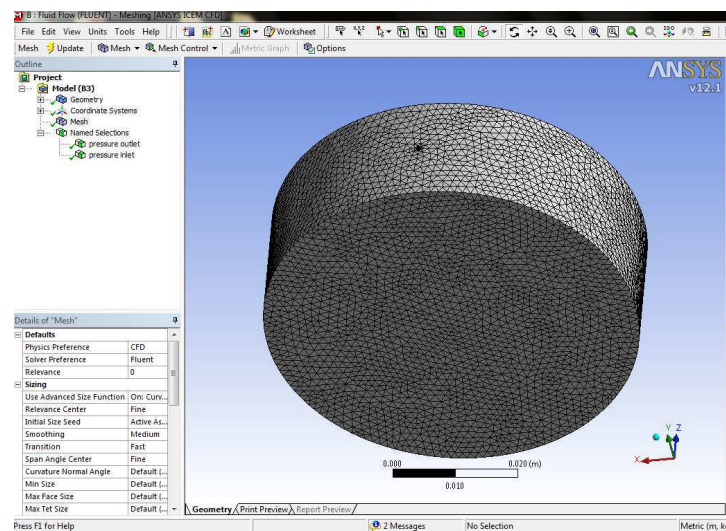 B : Fluid Flow (FLUENT) - Meshing [ANSYS ICEM CFD]
File Edit View Units Tools Help Worksheet
Mesh Update Mesh Mesh Control Metric Graph Options
Outline
Project
Model (B3)
Geometry
Coordinate Systems
Mesh
Named Selections
pressure outlet
pressure inlet
ANSYS
v12.1
Details of "Mesh"
Defaults
Physics Preference CFD
Solver Preference Fluent
Relevance 0
Sizing
Use Advanced Size Function On: Curv...
Relevance Center Fine
Initial Size Seed Active As...
Smoothing Medium
Transition Fast
Span Angle Center Fine
Curvature Normal Angle Default (...
Min Size Default (...
Max Face Size Default (...
Max Tet Size Default (...
0.000 0.020 (m)
0.010
Y Z
X
Geometry Print Preview Report Preview
Press F1 for Help 2 Messages No Selection Metric (m, k